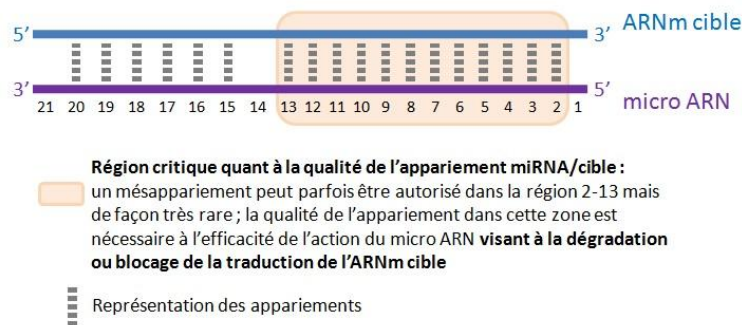 5' 3' ARNm cible
3' 5' micro ARN
21 20 19 18 17 16 15 14 13 12 11 10 9 8 7 6 5 4 3 2 1
Région critique quant à la qualité de l'appariement miRNA/cible :
un mésappariement peut parfois être autorisé dans la région 2-13 mais
de façon très rare ; la qualité de l'appariement dans cette zone est
nécessaire à l'efficacité de l'action du micro ARN visant à la dégradation
ou blocage de la traduction de l'ARNm cible
Représentation des appariements